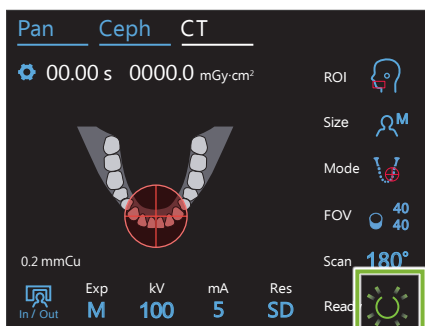 Pan Ceph CT
00.00 s 0000.0 mGy·cm²
ROI
Size M
Mode
FOV 40 40
0.2 mmCu
Scan 180°
In / Out
Exp kV mA Res
M 100 5 SD
Ready